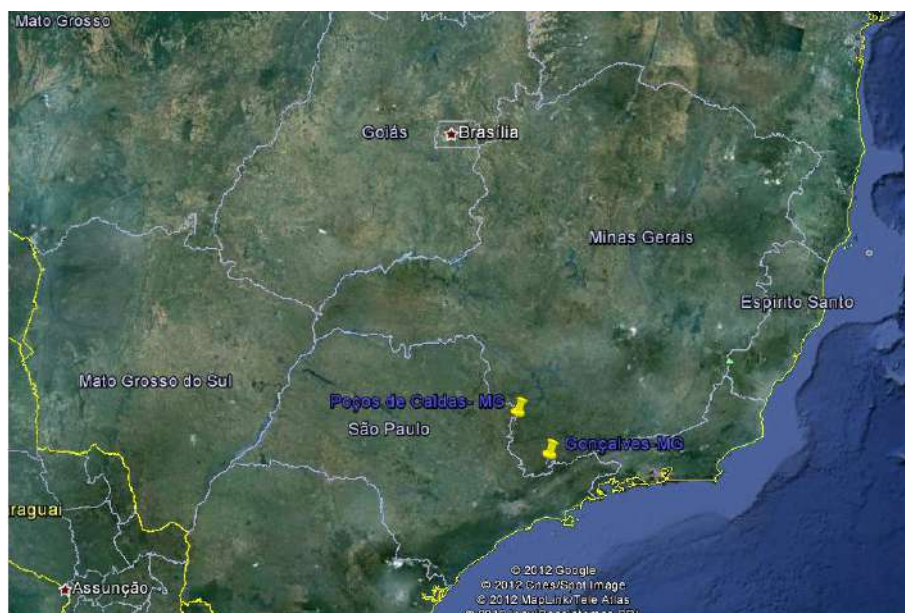 Mato Grosso
Goiás
Brasília
Minas Gerais
Espírito Santo
Mato Grosso do Sul
Poços de Caldas- MG
São Paulo
Gonçalves-MG
araguai
Assunção
© 2012 Google
© 2012 Cnes/Spot Image
© 2012 MapLink/Tele Atlas